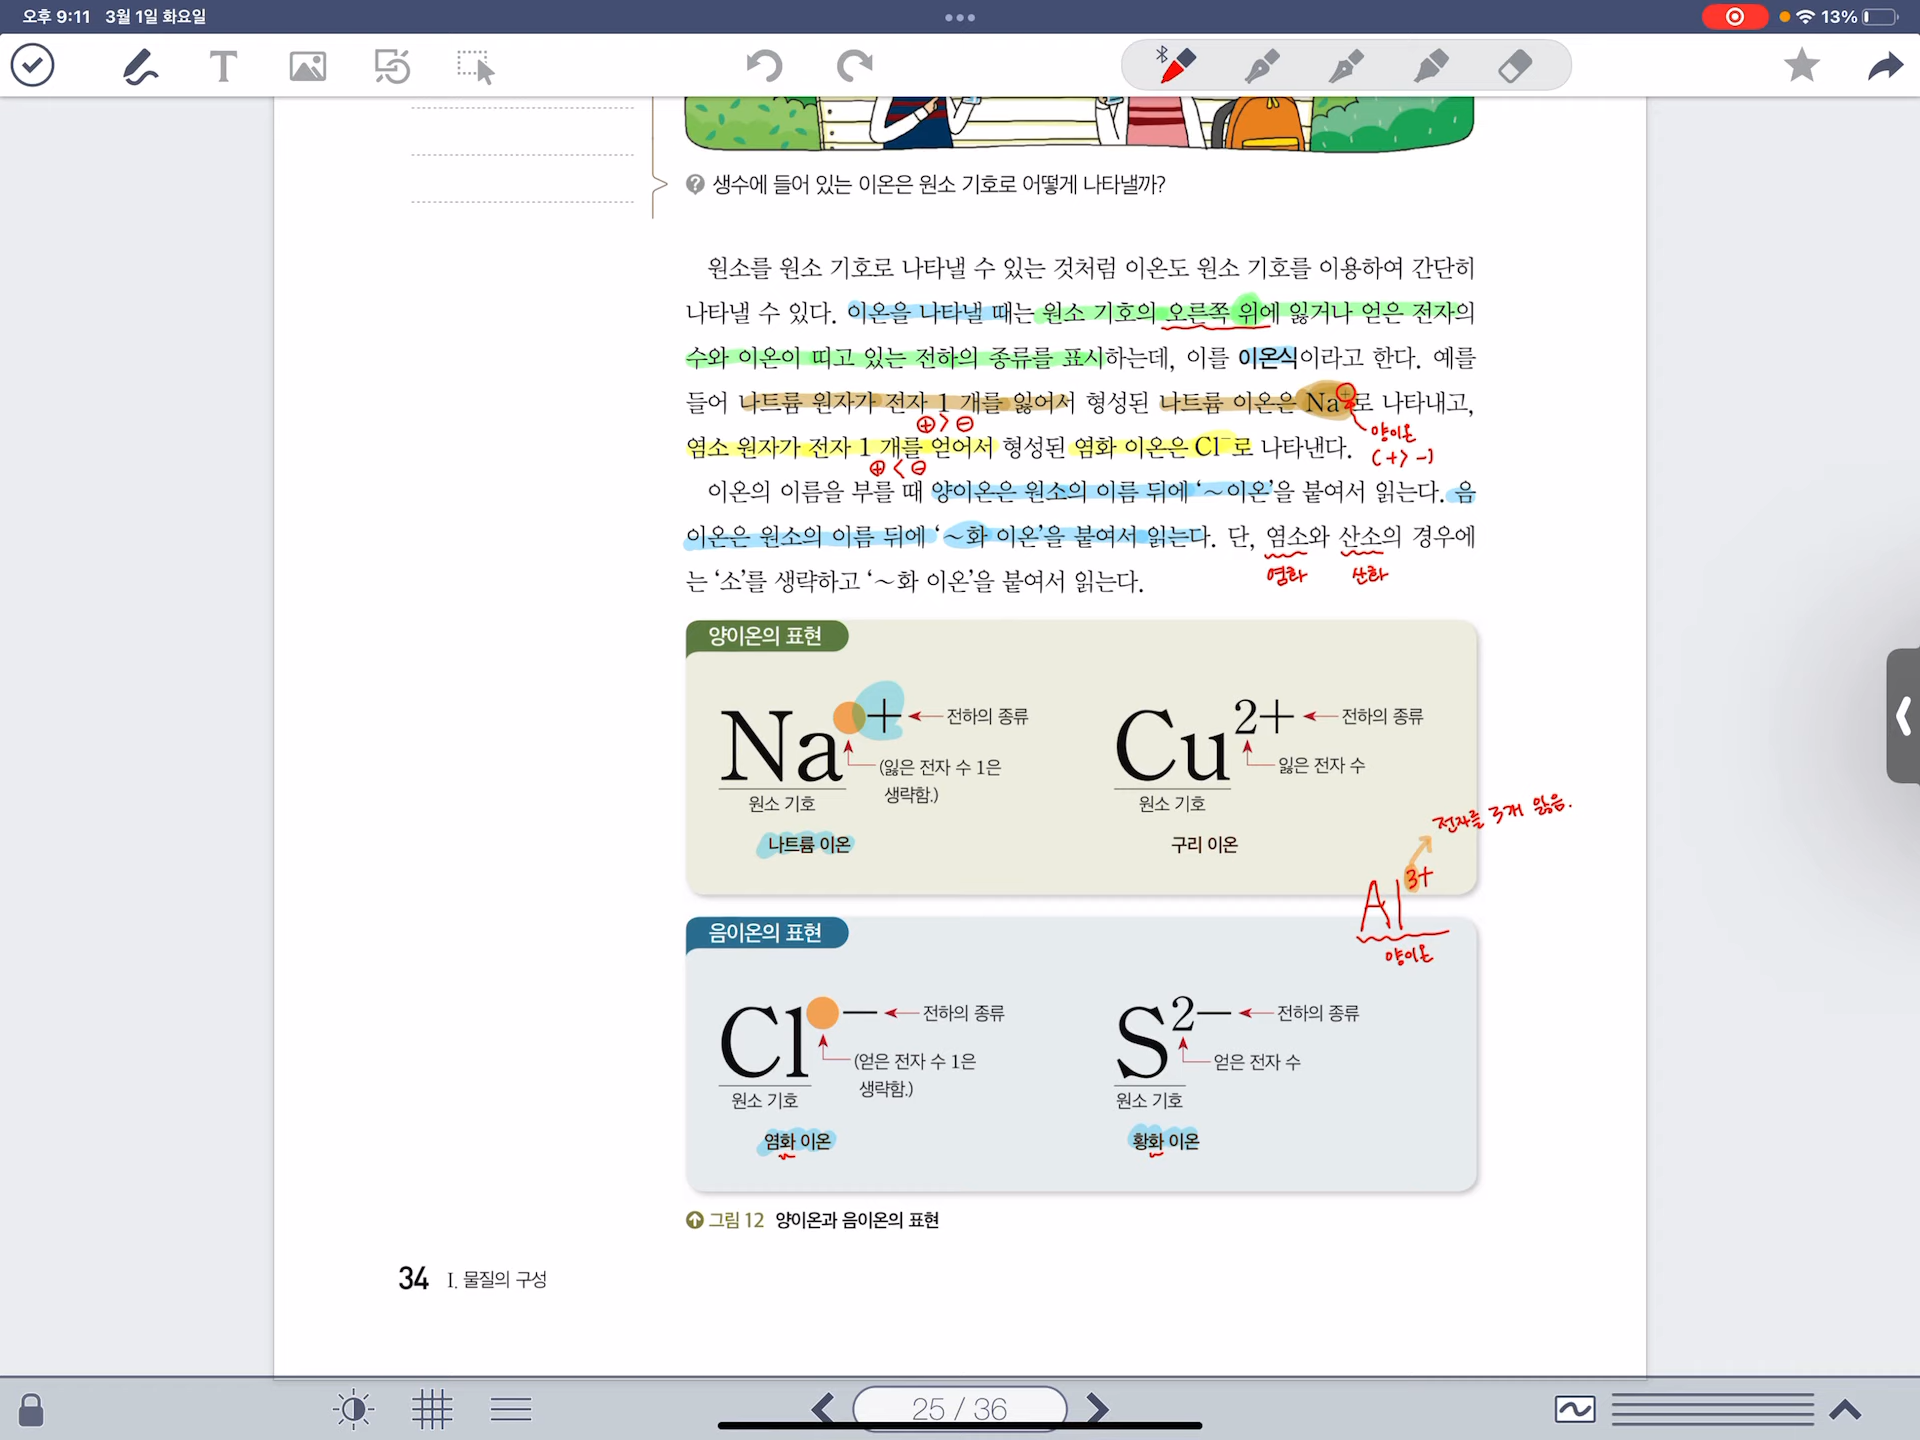 오후 9:11 3월 1일 화요일
13%
T
? 생수에 들어 있는 이온은 원소 기호로 어떻게 나타낼까?
원소를 원소 기호로 나타낼 수 있는 것처럼 이온도 원소 기호를 이용하여 간단히
나타낼 수 있다. 이온을 나타낼 때는 원소 기호의 오른쪽 위에 잃거나 얻은 전자의
수와 이온이 띠고 있는 전하의 종류를 표시하는데, 이를 이온식이라고 한다. 예를
들어 나트륨 원자가 전자 1 개를 잃어서 형성된 나트륨 이온은 Na⁺로 나타내고,
⊕>⊖
양이온
염소 원자가 전자 1 개를 얻어서 형성된 염화 이온은 Cl⁻로 나타낸다.
(+>-)
⊕<⊖
이온의 이름을 부를 때 양이온은 원소의 이름 뒤에 '~이온'을 붙여서 읽는다. 음
이온은 원소의 이름 뒤에 '~화 이온'을 붙여서 읽는다. 단, 염소와 산소의 경우에
염화 산화
는 '소'를 생략하고 '~화 이온'을 붙여서 읽는다.
양이온의 표현
Na + 전하의 종류
(잃은 전자 수 1은
생략함.)
원소 기호
나트륨 이온
Cu 2+ 전하의 종류
잃은 전자 수
원소 기호
구리 이온
전자를 3개 잃음.
Al 3+
양이온
음이온의 표현
Cl − 전하의 종류
(얻은 전자 수 1은
생략함.)
원소 기호
염화 이온
S 2− 전하의 종류
얻은 전자 수
원소 기호
황화 이온
그림 12 양이온과 음이온의 표현
34 I. 물질의 구성
25 / 36